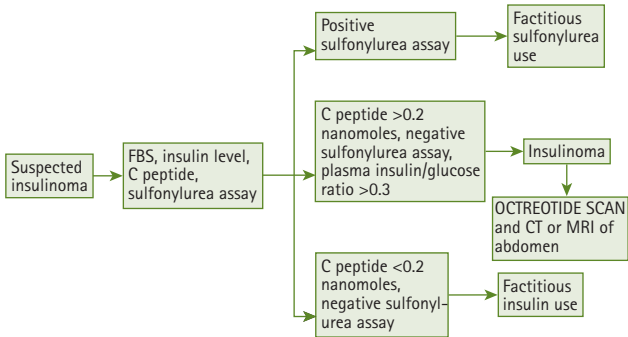 Suspected
insulinoma
FBS, insulin level,
C peptide,
sulfonylurea assay
Positive
sulfonylurea assay
Factitious
sulfonylurea
use
C peptide >0.2
nanomoles, negative
sulfonylurea assay,
plasma insulin/glucose
ratio >0.3
Insulinoma
OCTREOTIDE SCAN
and CT or MRI of
abdomen
C peptide <0.2
nanomoles,
negative sulfonyl-
urea assay
Factitious
insulin use